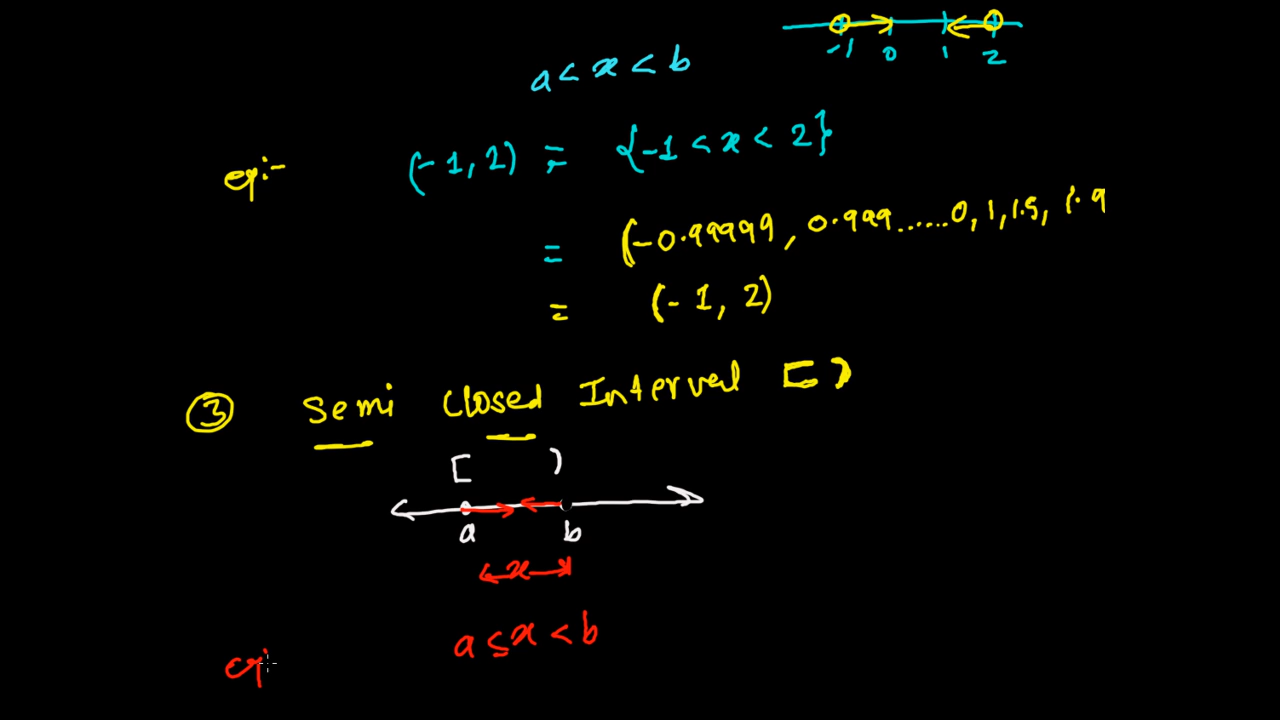 -1 0 1 2
a < x < b
eg:- (-1, 2) = {-1 < x < 2}
= (-0.99999, 0.999......0, 1, 1.5, 1.9
= (-1, 2)
③ Semi Closed Interval [ )
[ )
a b
x
a ≤ x < b
eg: